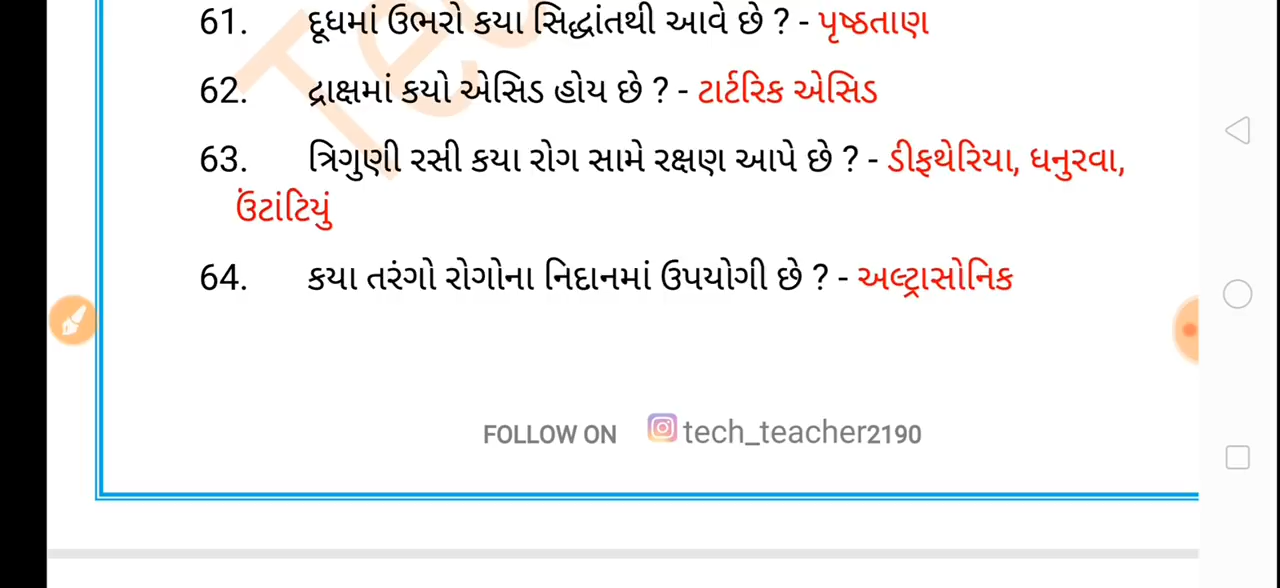 61. દૂધમાં ઉભરો કયા સિદ્ધાંતથી આવે છે ? - પૃષ્ઠતાણ
62. દ્રાક્ષમાં કયો એસિડ હોય છે ? - ટાર્ટરિક એસિડ
63. ત્રિગુણી રસી કયા રોગ સામે રક્ષણ આપે છે ? - ડીફથેરિયા, ધનુરવા,
ઉંટાંટિયું
64. કયા તરંગો રોગોના નિદાનમાં ઉપયોગી છે ? - અલ્ટ્રાસોનિક
FOLLOW ON tech_teacher2190